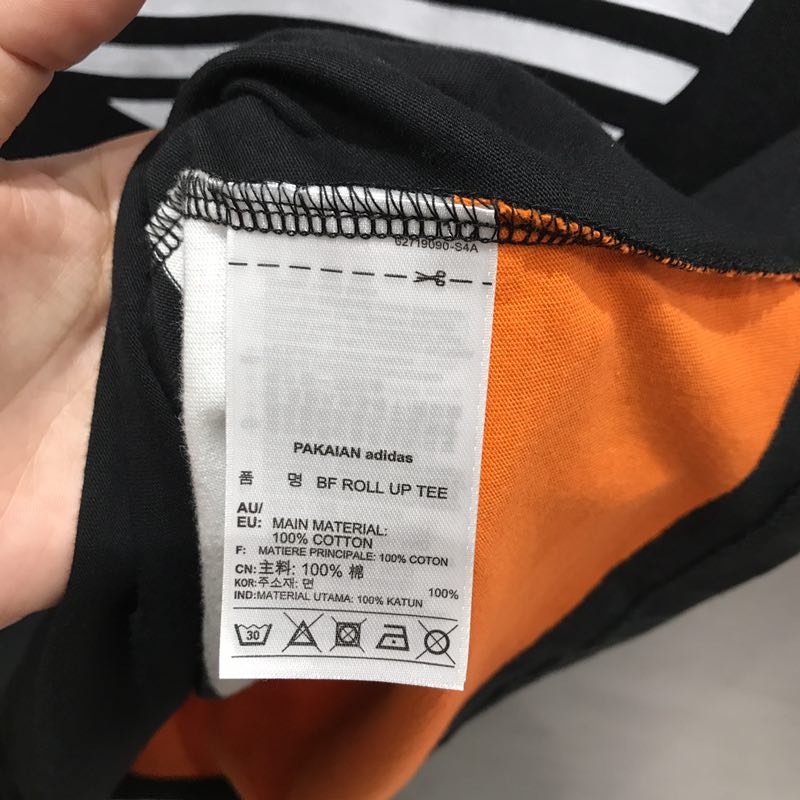 62719090-S4A
PAKAIAN adidas
품 명 BF ROLL UP TEE
AU/
EU: MAIN MATERIAL:
100% COTTON
F: MATIERE PRINCIPALE: 100% COTON
CN:主料: 100% 棉
KOR:주소재: 면 100%
IND:MATERIAL UTAMA: 100% KATUN
30